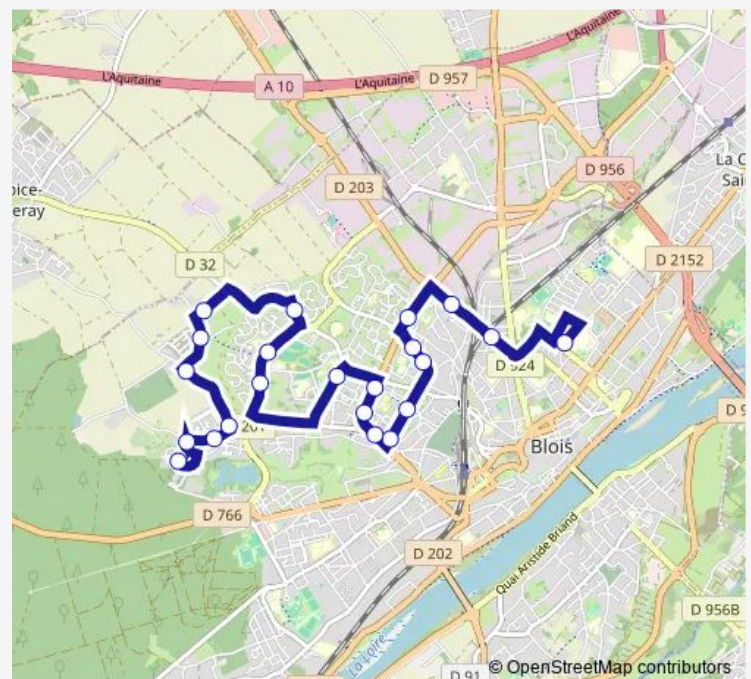 L'Aquitaine
L'Aquitaine
L'Aquitaine
A 10
D 957
D 956
D 203
La C
Sai
pice-
eray
D 32
D 2152
D 924
D 9
Blois
D 766
D 202
Quai Aristide Briand
D 956B
La Loire
D 91
© OpenStreetMap contributors